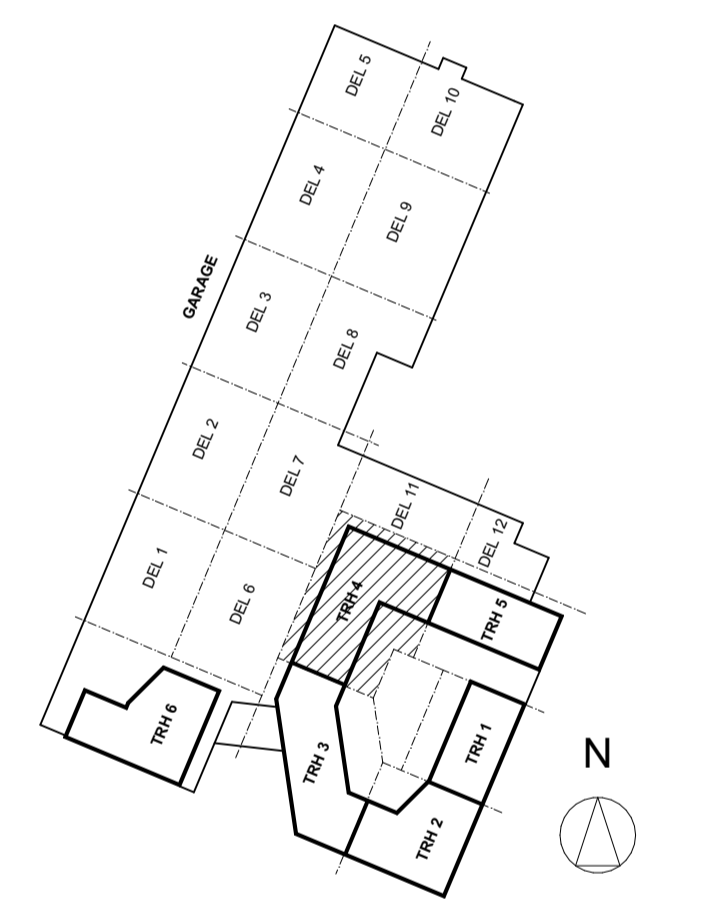 DEL 5
DEL 10
DEL 4
DEL 9
GARAGE
DEL 3
DEL 8
DEL 2
DEL 7
DEL 11
DEL 12
DEL 1
DEL 6
TRH 4
TRH 5
TRH 6
TRH 3
TRH 1
TRH 2
N